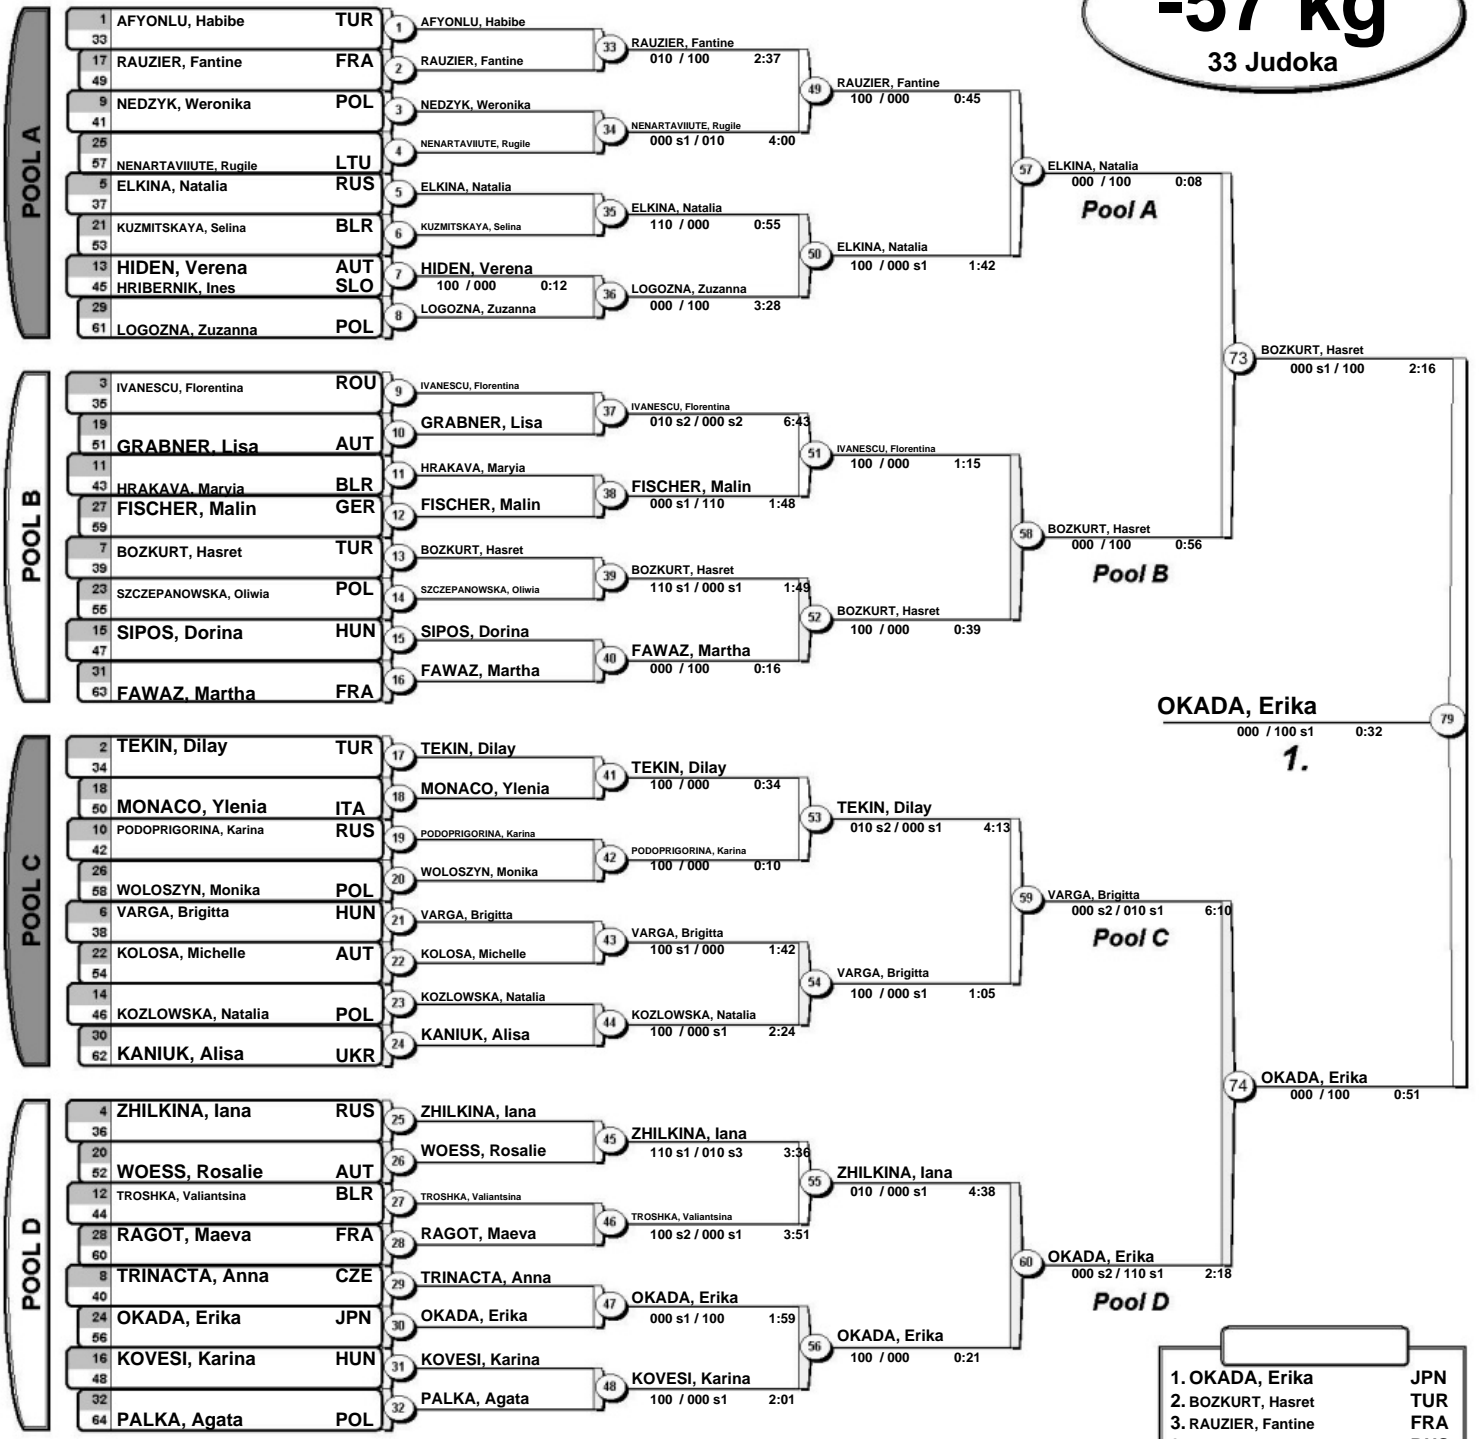 -57 kg
33 Judoka
POOL A
1 AFYONLU, Habibe TUR
33
17 RAUZIER, Fantine FRA
49
9 NEDZYK, Weronika POL
41
25
57 NENARTAVIIUTE, Rugile LTU
5 ELKINA, Natalia RUS
37
21 KUZMITSKAYA, Selina BLR
53
13 HIDEN, Verena AUT
45 HRIBERNIK, Ines SLO
29
61 LOGOZNA, Zuzanna POL
1 AFYONLU, Habibe
2 RAUZIER, Fantine
3 NEDZYK, Weronika
4 NENARTAVIIUTE, Rugile
5 ELKINA, Natalia
6 KUZMITSKAYA, Selina
7 HIDEN, Verena
100 / 000 0:12
8 LOGOZNA, Zuzanna
33 RAUZIER, Fantine
010 / 100 2:37
34 NENARTAVIIUTE, Rugile
000 s1 / 010 4:00
35 ELKINA, Natalia
110 / 000 0:55
36 LOGOZNA, Zuzanna
000 / 100 3:28
49 RAUZIER, Fantine
100 / 000 0:45
50 ELKINA, Natalia
100 / 000 s1 1:42
57 ELKINA, Natalia
000 / 100 0:08
Pool A
POOL B
3 IVANESCU, Florentina ROU
35
19
51 GRABNER, Lisa AUT
11
43 HRAKAVA, Maryia BLR
27 FISCHER, Malin GER
59
7 BOZKURT, Hasret TUR
39
23 SZCZEPANOWSKA, Oliwia POL
55
15 SIPOS, Dorina HUN
47
31
63 FAWAZ, Martha FRA
9 IVANESCU, Florentina
10 GRABNER, Lisa
11 HRAKAVA, Maryia
12 FISCHER, Malin
13 BOZKURT, Hasret
14 SZCZEPANOWSKA, Oliwia
15 SIPOS, Dorina
16 FAWAZ, Martha
37 IVANESCU, Florentina
010 s2 / 000 s2 6:43
38 FISCHER, Malin
000 s1 / 110 1:48
39 BOZKURT, Hasret
110 s1 / 000 s1 1:49
40 FAWAZ, Martha
000 / 100 0:16
51 IVANESCU, Florentina
100 / 000 1:15
52 BOZKURT, Hasret
100 / 000 0:39
58 BOZKURT, Hasret
000 / 100 0:56
Pool B
73 BOZKURT, Hasret
000 s1 / 100 2:16
OKADA, Erika 79
000 / 100 s1 0:32
1.
POOL C
2 TEKIN, Dilay TUR
34
18
50 MONACO, Ylenia ITA
10 PODOPRIGORINA, Karina RUS
42
26
58 WOLOSZYN, Monika POL
6 VARGA, Brigitta HUN
38
22 KOLOSA, Michelle AUT
54
14
46 KOZLOWSKA, Natalia POL
30
62 KANIUK, Alisa UKR
17 TEKIN, Dilay
18 MONACO, Ylenia
19 PODOPRIGORINA, Karina
20 WOLOSZYN, Monika
21 VARGA, Brigitta
22 KOLOSA, Michelle
23 KOZLOWSKA, Natalia
24 KANIUK, Alisa
41 TEKIN, Dilay
100 / 000 0:34
42 PODOPRIGORINA, Karina
100 / 000 0:10
43 VARGA, Brigitta
100 s1 / 000 1:42
44 KOZLOWSKA, Natalia
100 / 000 s1 2:24
53 TEKIN, Dilay
010 s2 / 000 s1 4:13
54 VARGA, Brigitta
100 / 000 s1 1:05
59 VARGA, Brigitta
000 s2 / 010 s1 6:10
Pool C
POOL D
4 ZHILKINA, Iana RUS
36
20
52 WOESS, Rosalie AUT
12 TROSHKA, Valiantsina BLR
44
28 RAGOT, Maeva FRA
60
8 TRINACTA, Anna CZE
40
24 OKADA, Erika JPN
56
16 KOVESI, Karina HUN
48
32
64 PALKA, Agata POL
25 ZHILKINA, Iana
26 WOESS, Rosalie
27 TROSHKA, Valiantsina
28 RAGOT, Maeva
29 TRINACTA, Anna
30 OKADA, Erika
31 KOVESI, Karina
32 PALKA, Agata
45 ZHILKINA, Iana
110 s1 / 010 s3 3:36
46 TROSHKA, Valiantsina
100 s2 / 000 s1 3:51
47 OKADA, Erika
000 s1 / 100 1:59
48 KOVESI, Karina
100 / 000 s1 2:01
55 ZHILKINA, Iana
010 / 000 s1 4:38
56 OKADA, Erika
100 / 000 0:21
60 OKADA, Erika
000 s2 / 110 s1 2:18
Pool D
74 OKADA, Erika
000 / 100 0:51
1. OKADA, Erika JPN
2. BOZKURT, Hasret TUR
3. RAUZIER, Fantine FRA